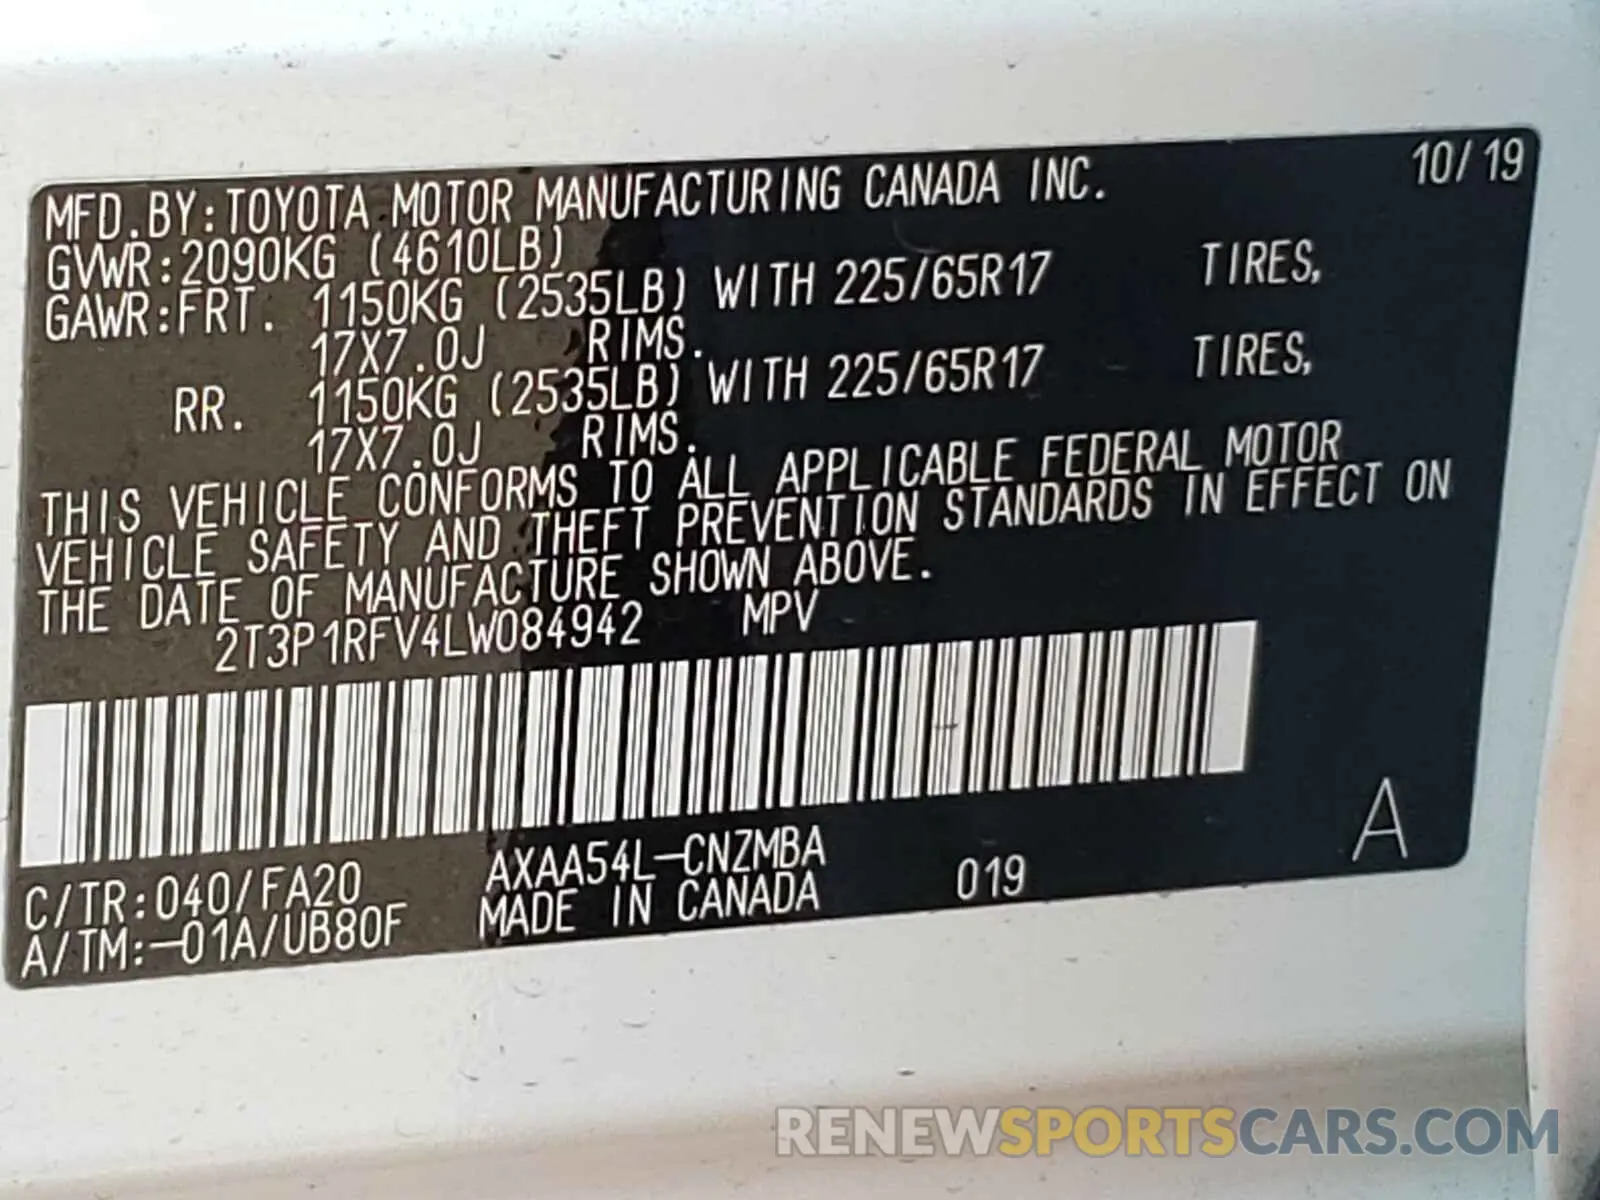 10/19
MFD.BY:TOYOTA MOTOR MANUFACTURING CANADA INC.
GVWR:2090KG (4610LB)
GAWR:FRT. 1150KG (2535LB) WITH 225/65R17 TIRES,
17X7.0J RIMS.
RR. 1150KG (2535LB) WITH 225/65R17 TIRES,
17X7.0J RIMS.
THIS VEHICLE CONFORMS TO ALL APPLICABLE FEDERAL MOTOR
VEHICLE SAFETY AND THEFT PREVENTION STANDARDS IN EFFECT ON
THE DATE OF MANUFACTURE SHOWN ABOVE.
2T3P1RFV4LW084942 MPV
A
C/TR:040/FA20 AXAA54L-CNZMBA
A/TM:-01A/UB80F MADE IN CANADA 019
RENEWSPORTSCARS.COM